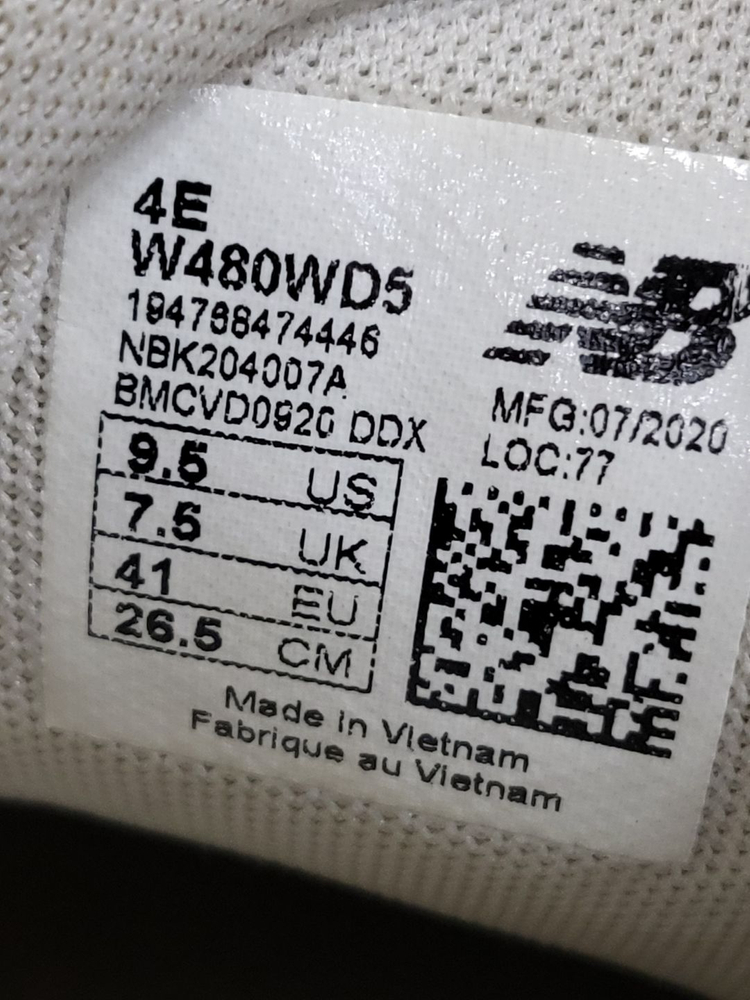 4E
W480WD5
194768474446
NBK204007A
BMCVD0920 DDX
9.5 US
7.5 UK
41 EU
26.5 CM
NB
MFG:07/2020
LOC:77
Made in Vietnam
Fabrique au Vietnam